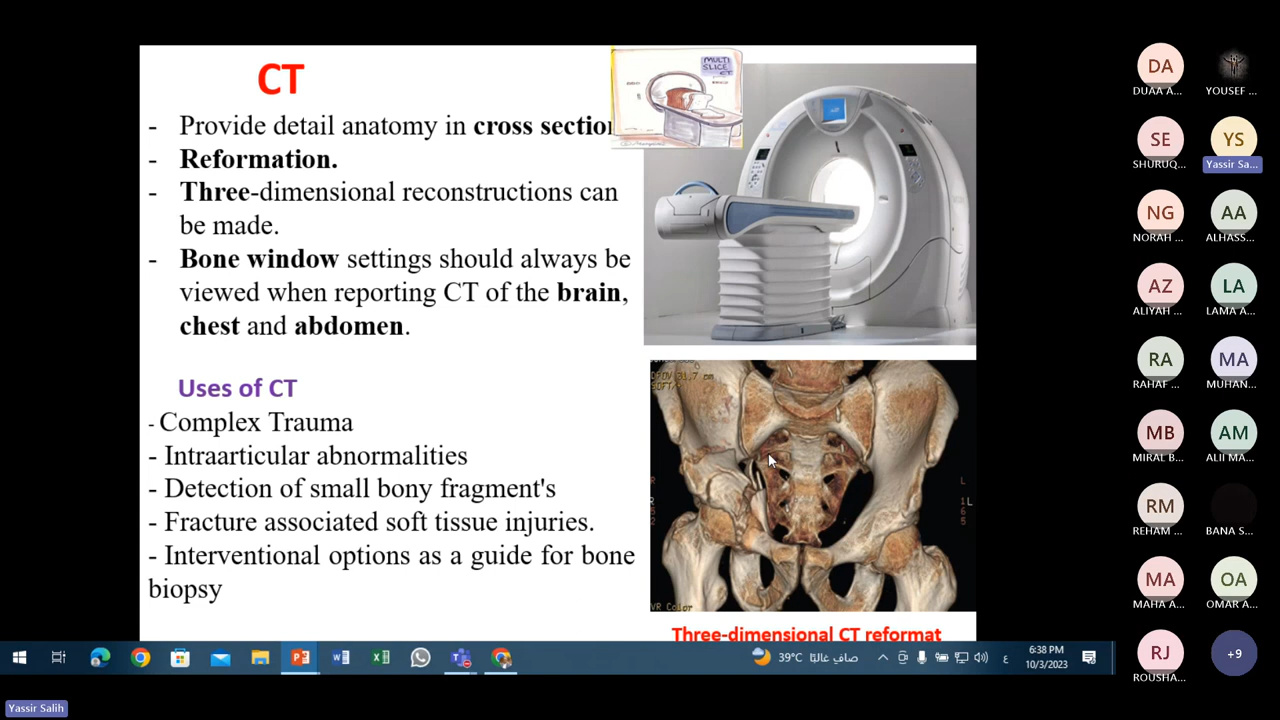 CT
- Provide detail anatomy in cross section
- Reformation.
- Three-dimensional reconstructions can
be made.
- Bone window settings should always be
viewed when reporting CT of the brain,
chest and abdomen.
Uses of CT
- Complex Trauma
- Intraarticular abnormalities
- Detection of small bony fragment's
- Fracture associated soft tissue injuries.
- Interventional options as a guide for bone
biopsy
MULTI
SLICE
CT
L
R
L
VR Color
Three-dimensional CT reformat
DA
DUAA A...
YOUSEF ...
SE
SHURUQ...
YS
Yassir Sa...
NG
NORAH ...
AA
ALHASS...
AZ
ALIYAH ...
LA
LAMA A...
RA
RAHAF ...
MA
MUHAN...
MB
MIRAL B...
AM
ALII MA...
RM
REHAM ...
BANA S...
MA
MAHA A...
OA
OMAR A...
RJ
ROUSHA...
+9
39°C صافي غالبًا
ع
6:38 PM
10/3/2023
Yassir Salih